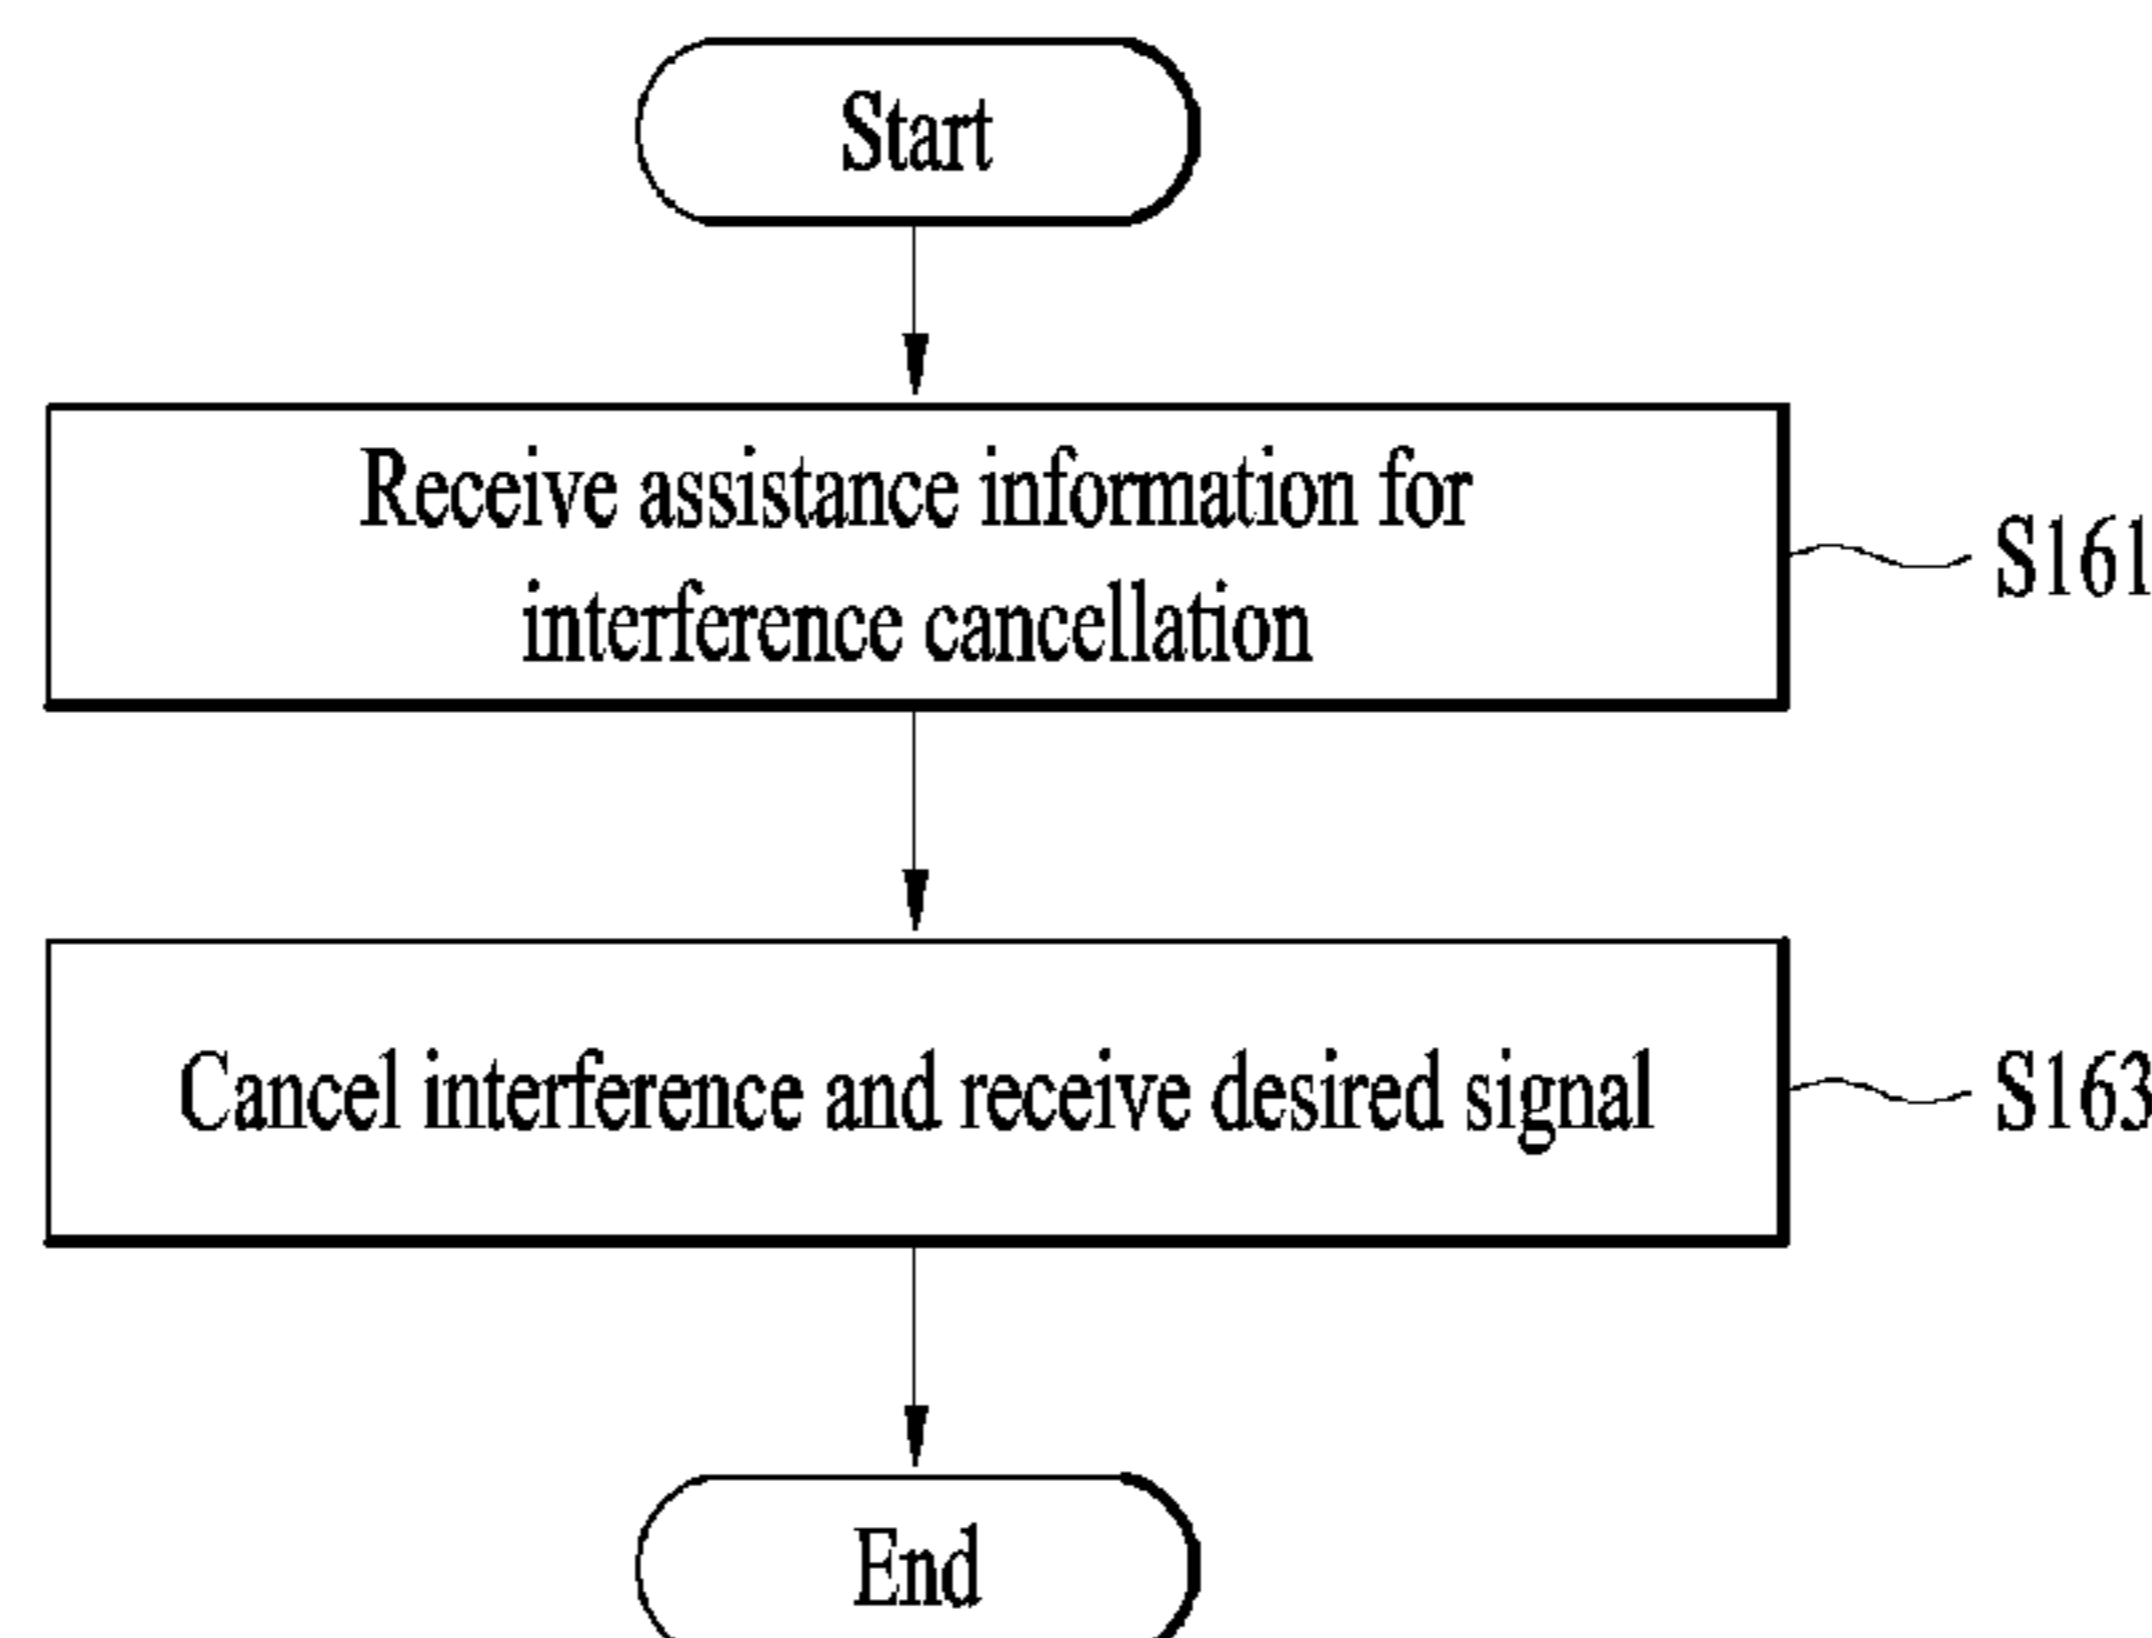 Start
Receive assistance information for
interference cancellation
S161
Cancel interference and receive desired signal
S163
End